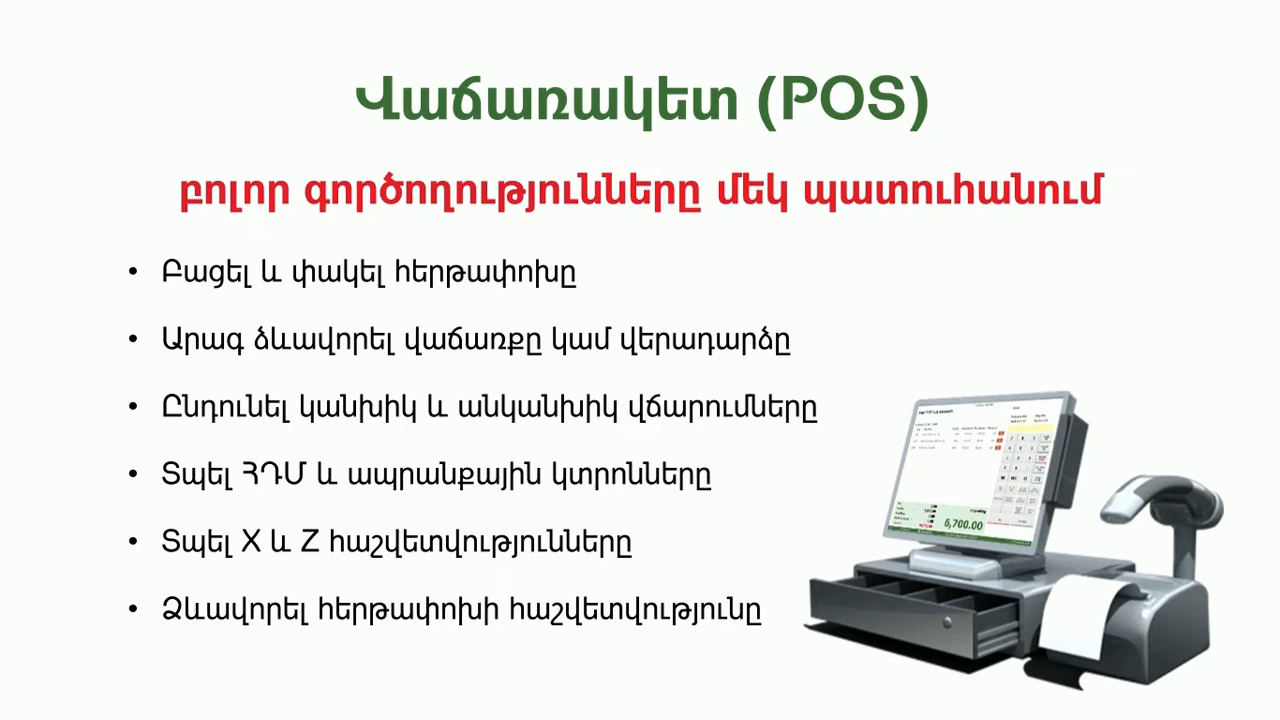 Վաճառակետ (POS)
բոլոր գործողությունները մեկ պատուհանում
• Բացել և փակել հերթափոխը
• Արագ ձևավորել վաճառքը կամ վերադարձը
• Ընդունել կանխիկ և անկանխիկ վճարումները
• Տպել ՀԴՄ և ապրանքային կտրոնները
• Տպել X և Z հաշվետվությունները
• Ձևավորել հերթափոխի հաշվետվությունը
6,700.00